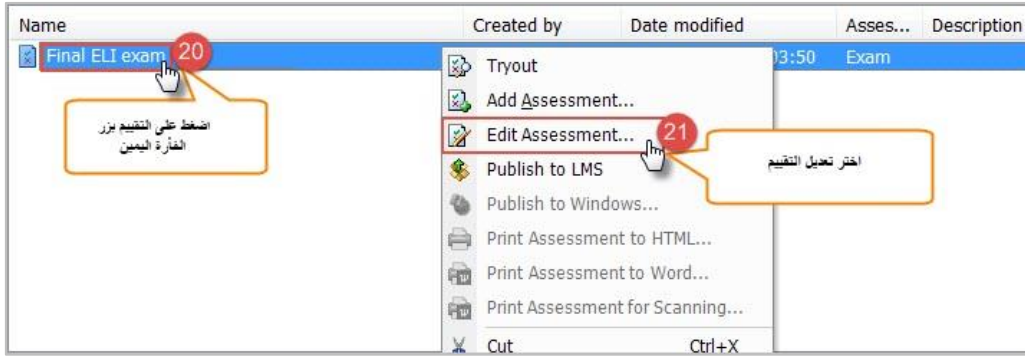 Name Created by Date modified Asses... Description
Final ELI exam 20 03:50 Exam
Tryout
Add Assessment...
اضغط على التقييم بزر
الفأرة اليمين
Edit Assessment... 21
اختر تعديل التقييم
Publish to LMS
Publish to Windows...
Print Assessment to HTML...
Print Assessment to Word...
Print Assessment for Scanning...
Cut Ctrl+X